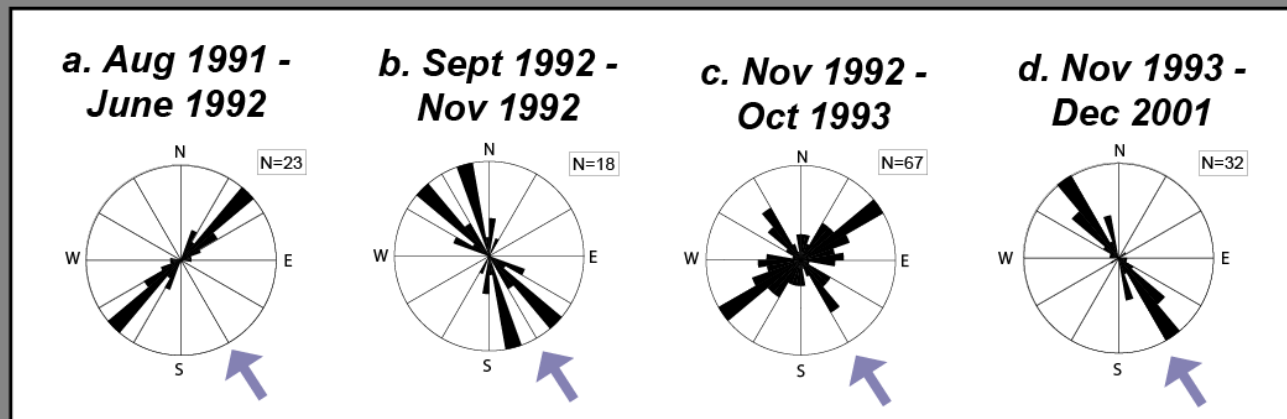 a. Aug 1991 -
June 1992
b. Sept 1992 -
Nov 1992
c. Nov 1992 -
Oct 1993
d. Nov 1993 -
Dec 2001
N
N=23
W
E
S
N
N=18
W
E
S
N
N=67
W
E
S
N
N=32
W
E
S